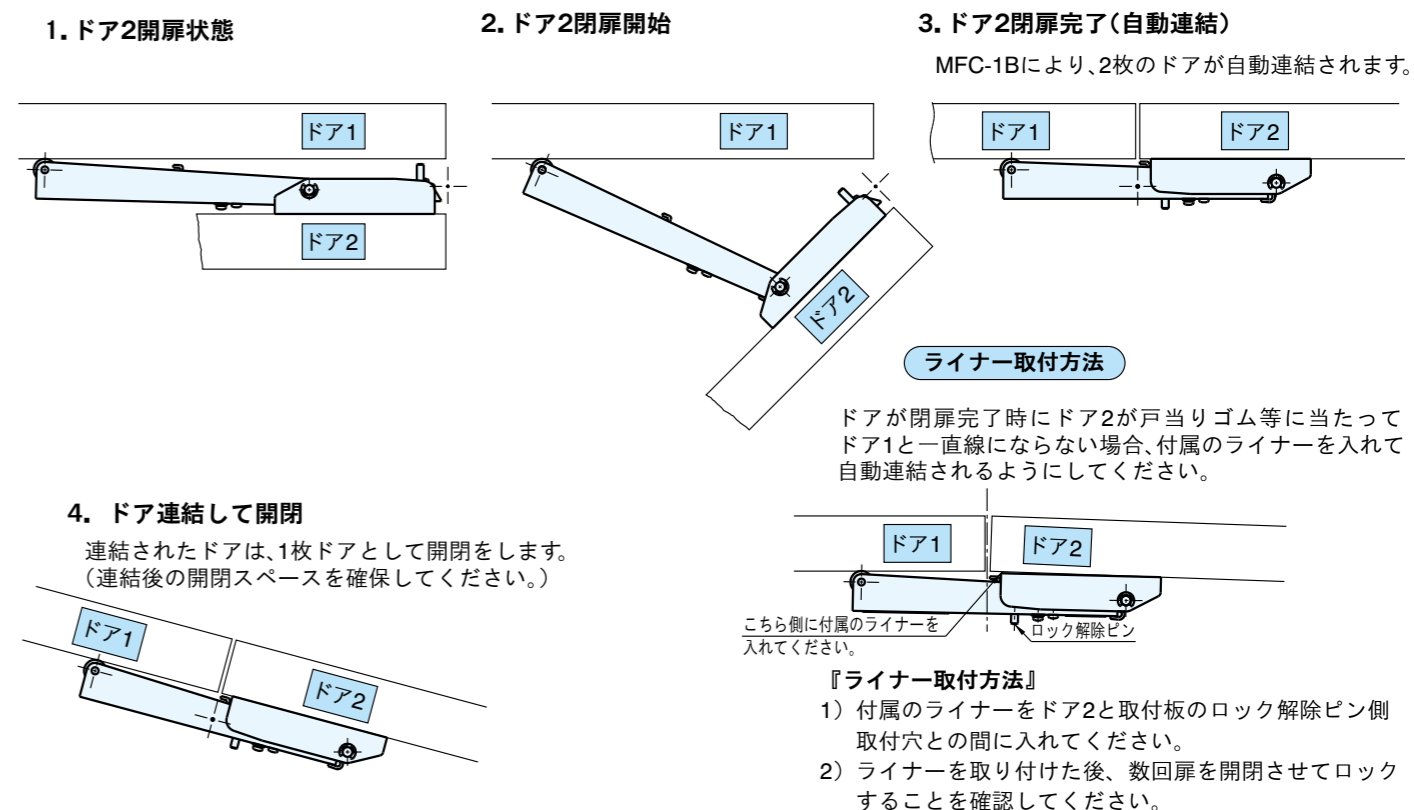 1. ドア2開扉状態
ドア1
ドア2
2. ドア2閉扉開始
ドア1
ドア2
3. ドア2閉扉完了(自動連結)
MFC-1Bにより、2枚のドアが自動連結されます。
ドア1
ドア2
4. ドア連結して開閉
連結されたドアは、1枚ドアとして開閉をします。
(連結後の開閉スペースを確保してください。)
ドア1
ドア2
ライナー取付方法
ドアが閉扉完了時にドア2が戸当りゴム等に当たって
ドア1と一直線にならない場合、付属のライナーを入れて
自動連結されるようにしてください。
ドア1
ドア2
こちら側に付属のライナーを
入れてください。
ロック解除ピン
『ライナー取付方法』
1) 付属のライナーをドア2と取付板のロック解除ピン側
取付穴との間に入れてください。
2) ライナーを取り付けた後、数回扉を開閉させてロック
することを確認してください。